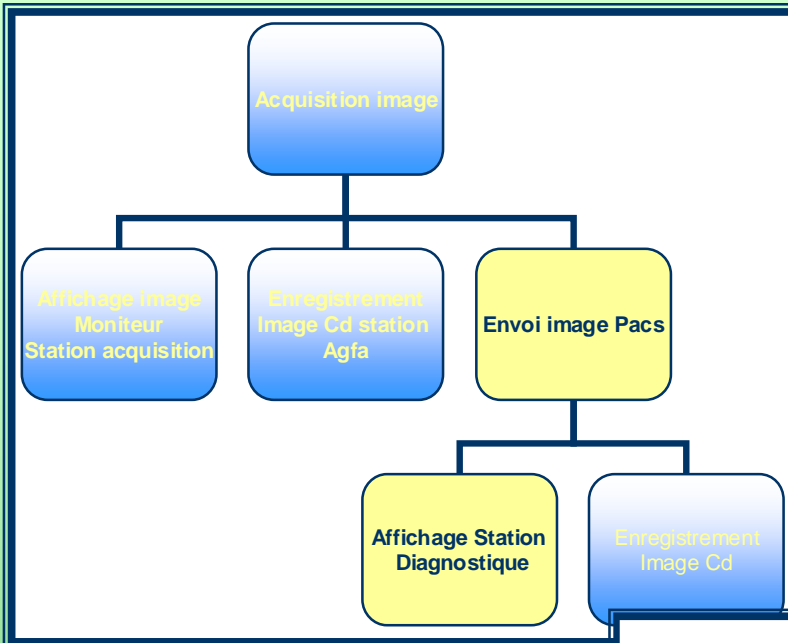 Acquisition image
Affichage image
Moniteur
Station acquisition
Enregistrement
Image Cd station
Agfa
Envoi image Pacs
Affichage Station
Diagnostique
Enregistrement
Image Cd